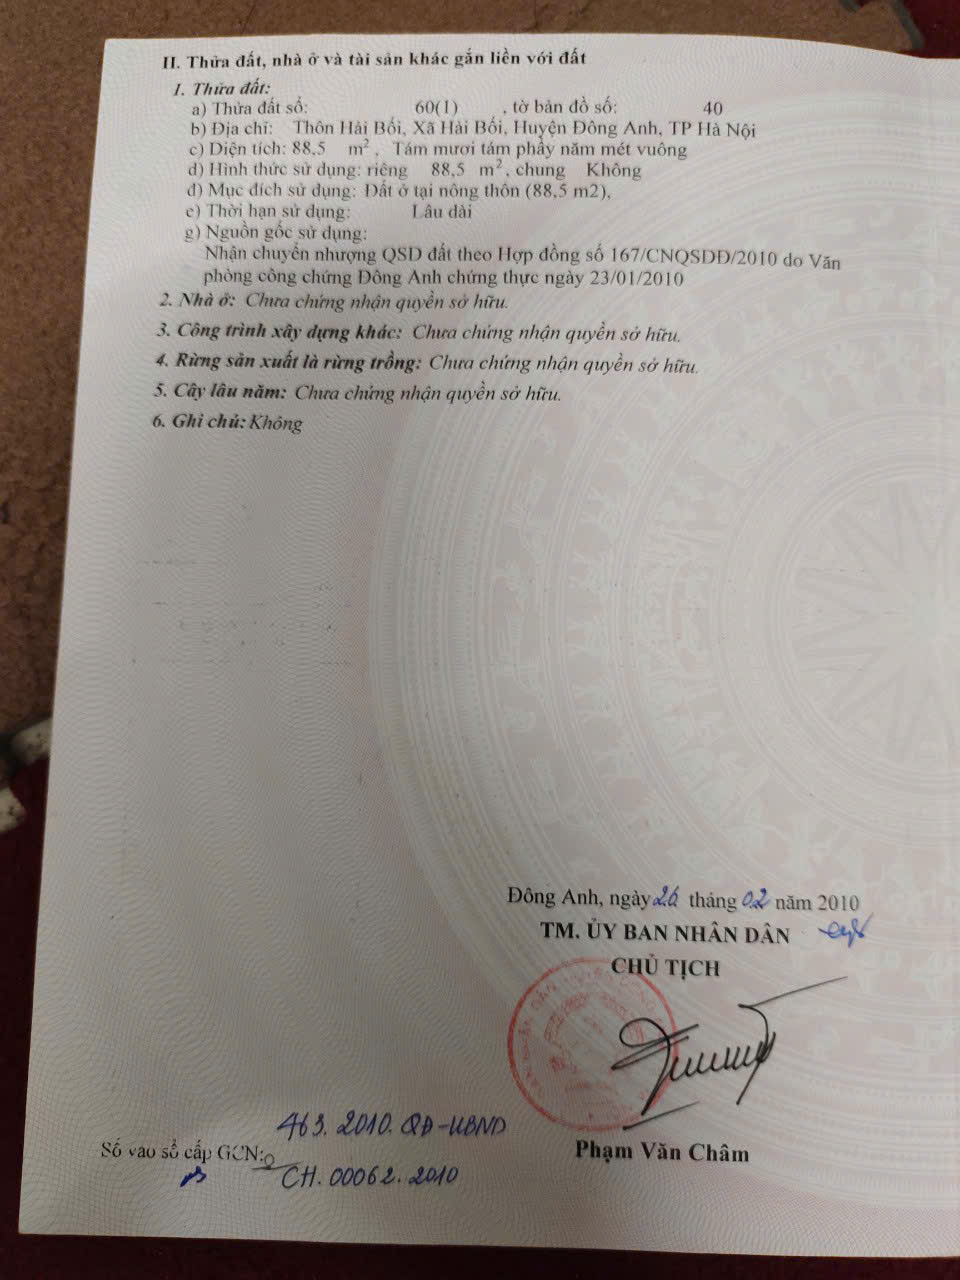 II. Thửa đất, nhà ở và tài sản khác gắn liền với đất
1. Thửa đất:
a) Thửa đất số: 60(1) , tờ bản đồ số: 40
b) Địa chỉ: Thôn Hải Bối, Xã Hải Bối, Huyện Đông Anh, TP Hà Nội
c) Diện tích: 88,5 m², Tám mươi tám phẩy năm mét vuông
d) Hình thức sử dụng: riêng 88,5 m², chung Không
đ) Mục đích sử dụng: Đất ở tại nông thôn (88,5 m2),
e) Thời hạn sử dụng: Lâu dài
g) Nguồn gốc sử dụng:
Nhận chuyển nhượng QSD đất theo Hợp đồng số 167/CNQSDĐ/2010 do Văn
phòng công chứng Đông Anh chứng thực ngày 23/01/2010
2. Nhà ở: Chưa chứng nhận quyền sở hữu.
3. Công trình xây dựng khác: Chưa chứng nhận quyền sở hữu.
4. Rừng sản xuất là rừng trồng: Chưa chứng nhận quyền sở hữu.
5. Cây lâu năm: Chưa chứng nhận quyền sở hữu.
6. Ghi chú: Không
Đông Anh, ngày 26 tháng 02 năm 2010
TM. ỦY BAN NHÂN DÂN
CHỦ TỊCH
Phạm Văn Châm
463.2010.QĐ-UBND
Số vào sổ cấp GCN:
CH.00062.2010